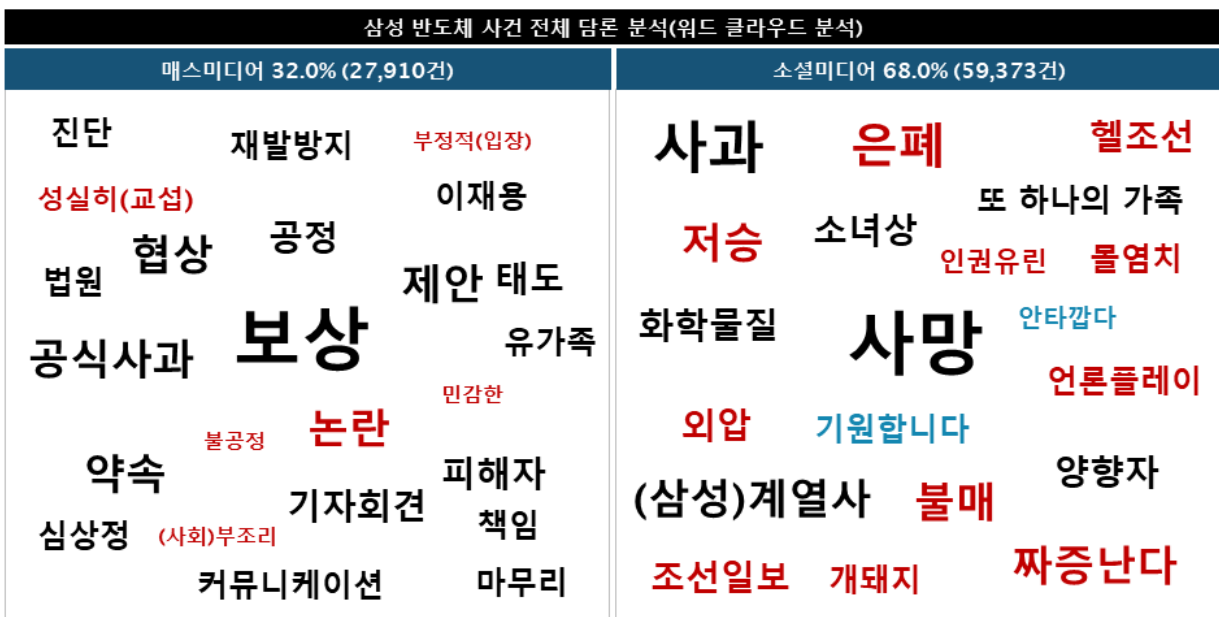 삼성 반도체 사건 전체 담론 분석(워드 클라우드 분석)
매스미디어 32.0% (27,910건)
진단
재발방지
부정적(입장)
성실히(교섭)
이재용
협상
공정
법원
제안
태도
보상
유가족
공식사과
민감한
논란
불공정
약속
피해자
기자회견
심상정
(사회)부조리
책임
커뮤니케이션
마무리
소셜미디어 68.0% (59,373건)
사과
은폐
헬조선
또 하나의 가족
저승
소녀상
인권유린
몰염치
화학물질
사망
안타깝다
언론플레이
외압
기원합니다
양향자
(삼성)계열사
불매
조선일보
개돼지
짜증난다